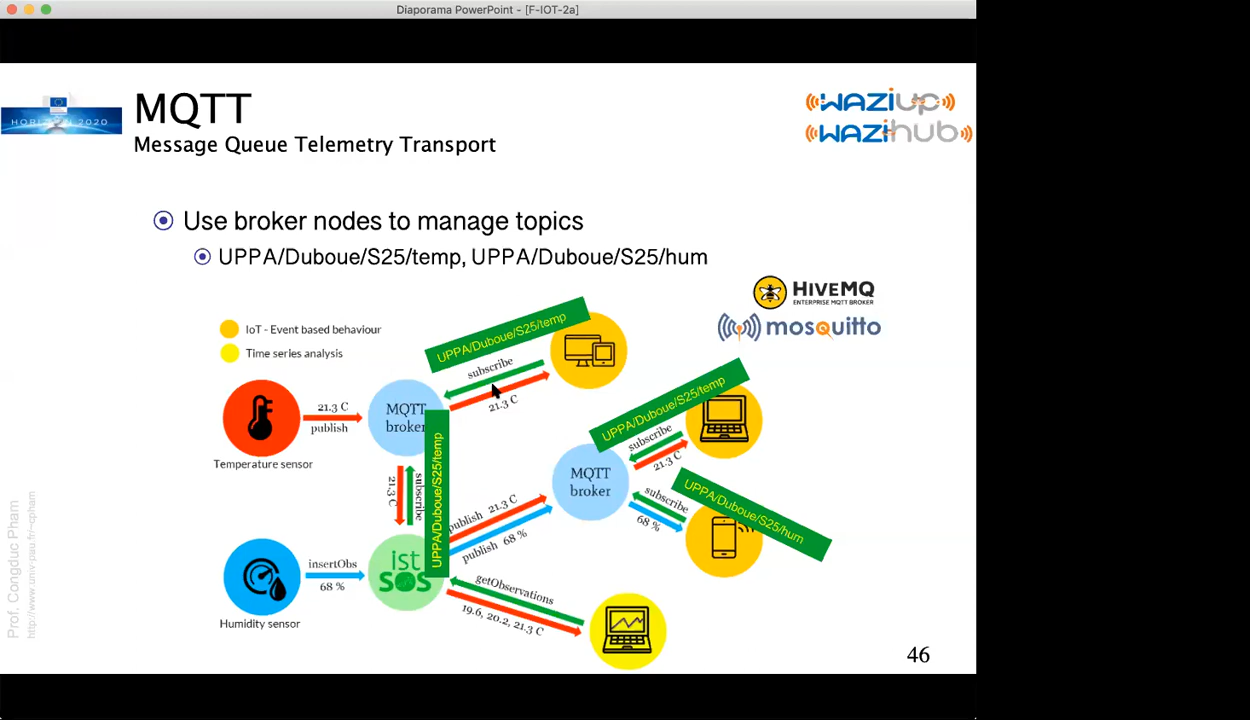 Diaporama PowerPoint - [F-IOT-2a]
HORIZON 2020
MQTT
Message Queue Telemetry Transport
WAZIUP
WAZIHUB
Use broker nodes to manage topics
UPPA/Duboue/S25/temp, UPPA/Duboue/S25/hum
HIVEMQ
ENTERPRISE MQTT BROKER
mosquitto
IoT - Event based behaviour
Time series analysis
UPPA/Duboue/S25/temp
subscribe
21.3 C
21.3 C
publish
MQTT
broker
Temperature sensor
UPPA/Duboue/S25/temp
21.3 C
subscribe
UPPA/Duboue/S25/temp
subscribe
21.3 C
MQTT
broker
publish 21.3 C
publish 68 %
subscribe
68 %
UPPA/Duboue/S25/hum
insertObs
68 %
Humidity sensor
ist
SOS
getObservations
19.6, 20.2, 21.3 C
Prof. Congduc Pham
http://www.univ-pau.fr/~cpham
46